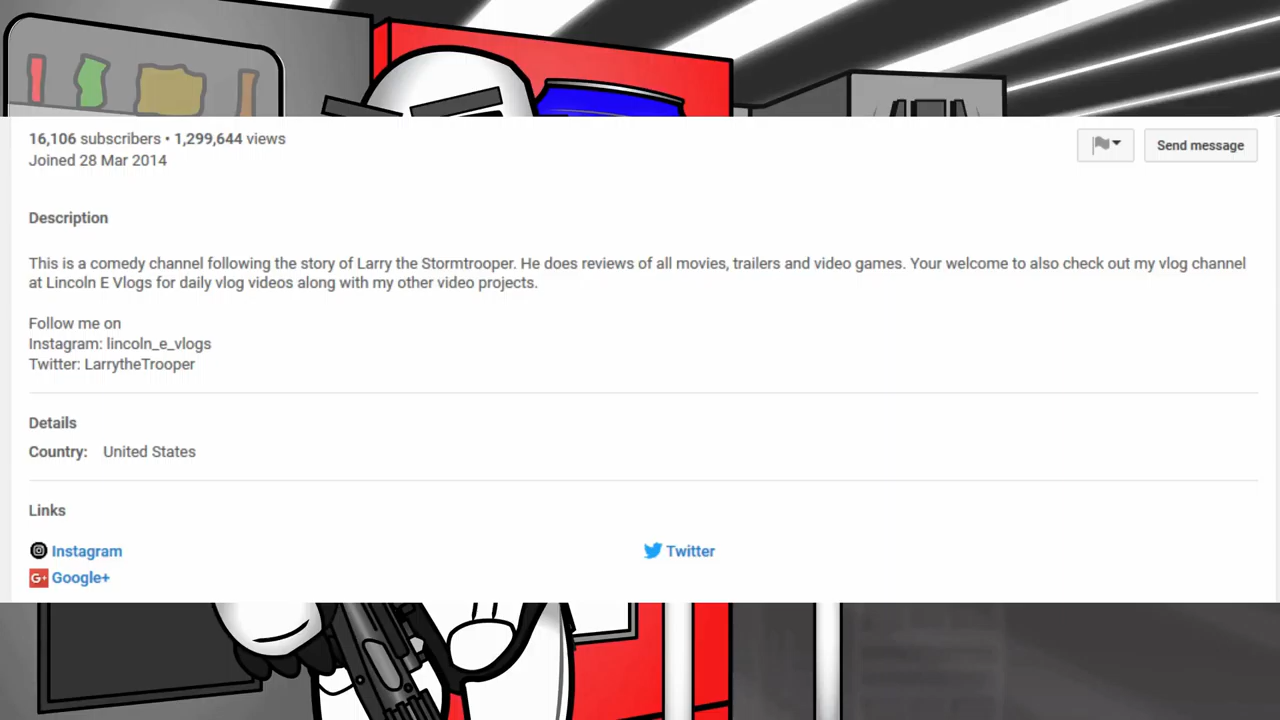 16,106 subscribers • 1,299,644 views
Joined 28 Mar 2014
Send message
Description
This is a comedy channel following the story of Larry the Stormtrooper. He does reviews of all movies, trailers and video games. Your welcome to also check out my vlog channel
at Lincoln E Vlogs for daily vlog videos along with my other video projects.
Follow me on
Instagram: lincoln_e_vlogs
Twitter: LarrytheTrooper
Details
Country: United States
Links
Instagram
Twitter
G+ Google+